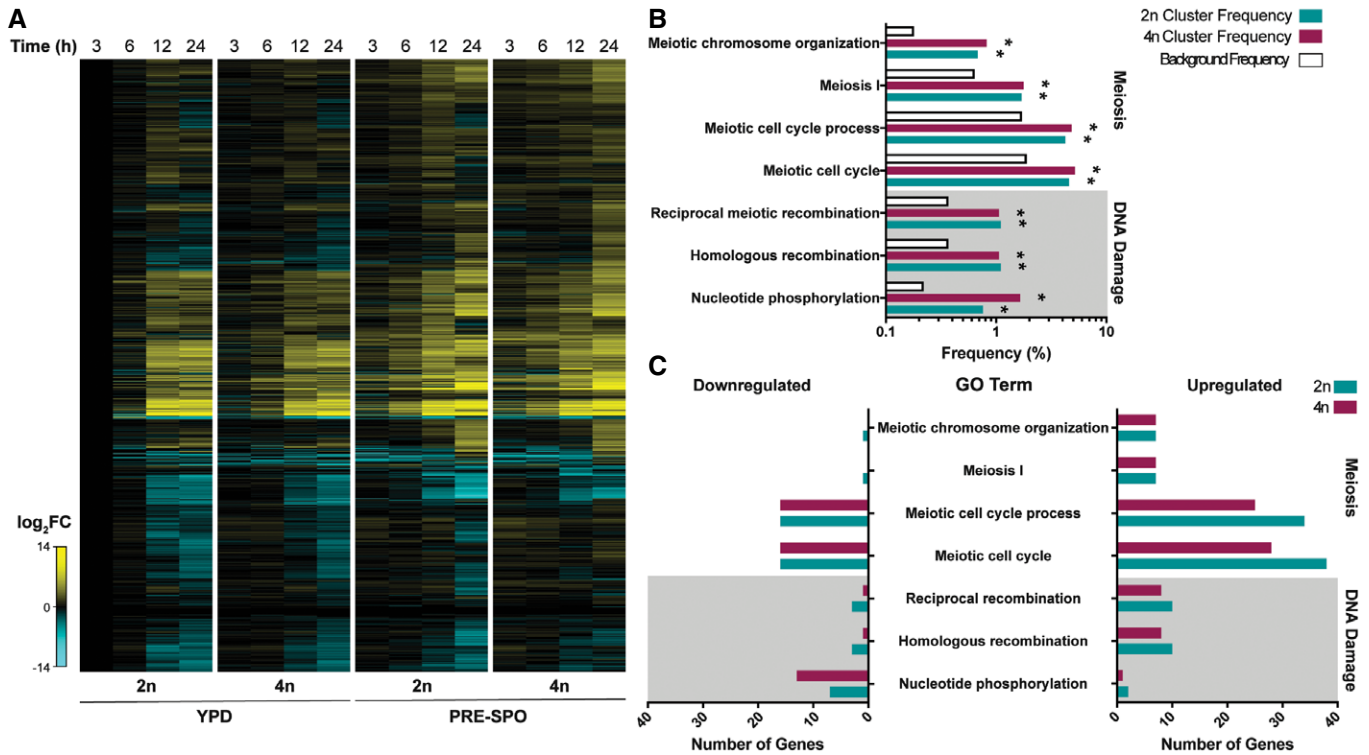 A
Time (h) 3 6 12 24 3 6 12 24 3 6 12 24 3 6 12 24
log2FC
14
0
-14
2n 4n 2n 4n
YPD PRE-SPO
B
2n Cluster Frequency
4n Cluster Frequency
Background Frequency
Meiotic chromosome organization * *
Meiosis I * *
Meiotic cell cycle process * *
Meiotic cell cycle * *
Reciprocal meiotic recombination * *
Homologous recombination * *
Nucleotide phosphorylation * *
Meiosis
DNA Damage
0.1 1 10
Frequency (%)
C
Downregulated GO Term Upregulated
2n
4n
Meiotic chromosome organization
Meiosis I
Meiotic cell cycle process
Meiotic cell cycle
Reciprocal recombination
Homologous recombination
Nucleotide phosphorylation
Meiosis
DNA Damage
40 30 20 10 0 0 10 20 30 40
Number of Genes Number of Genes